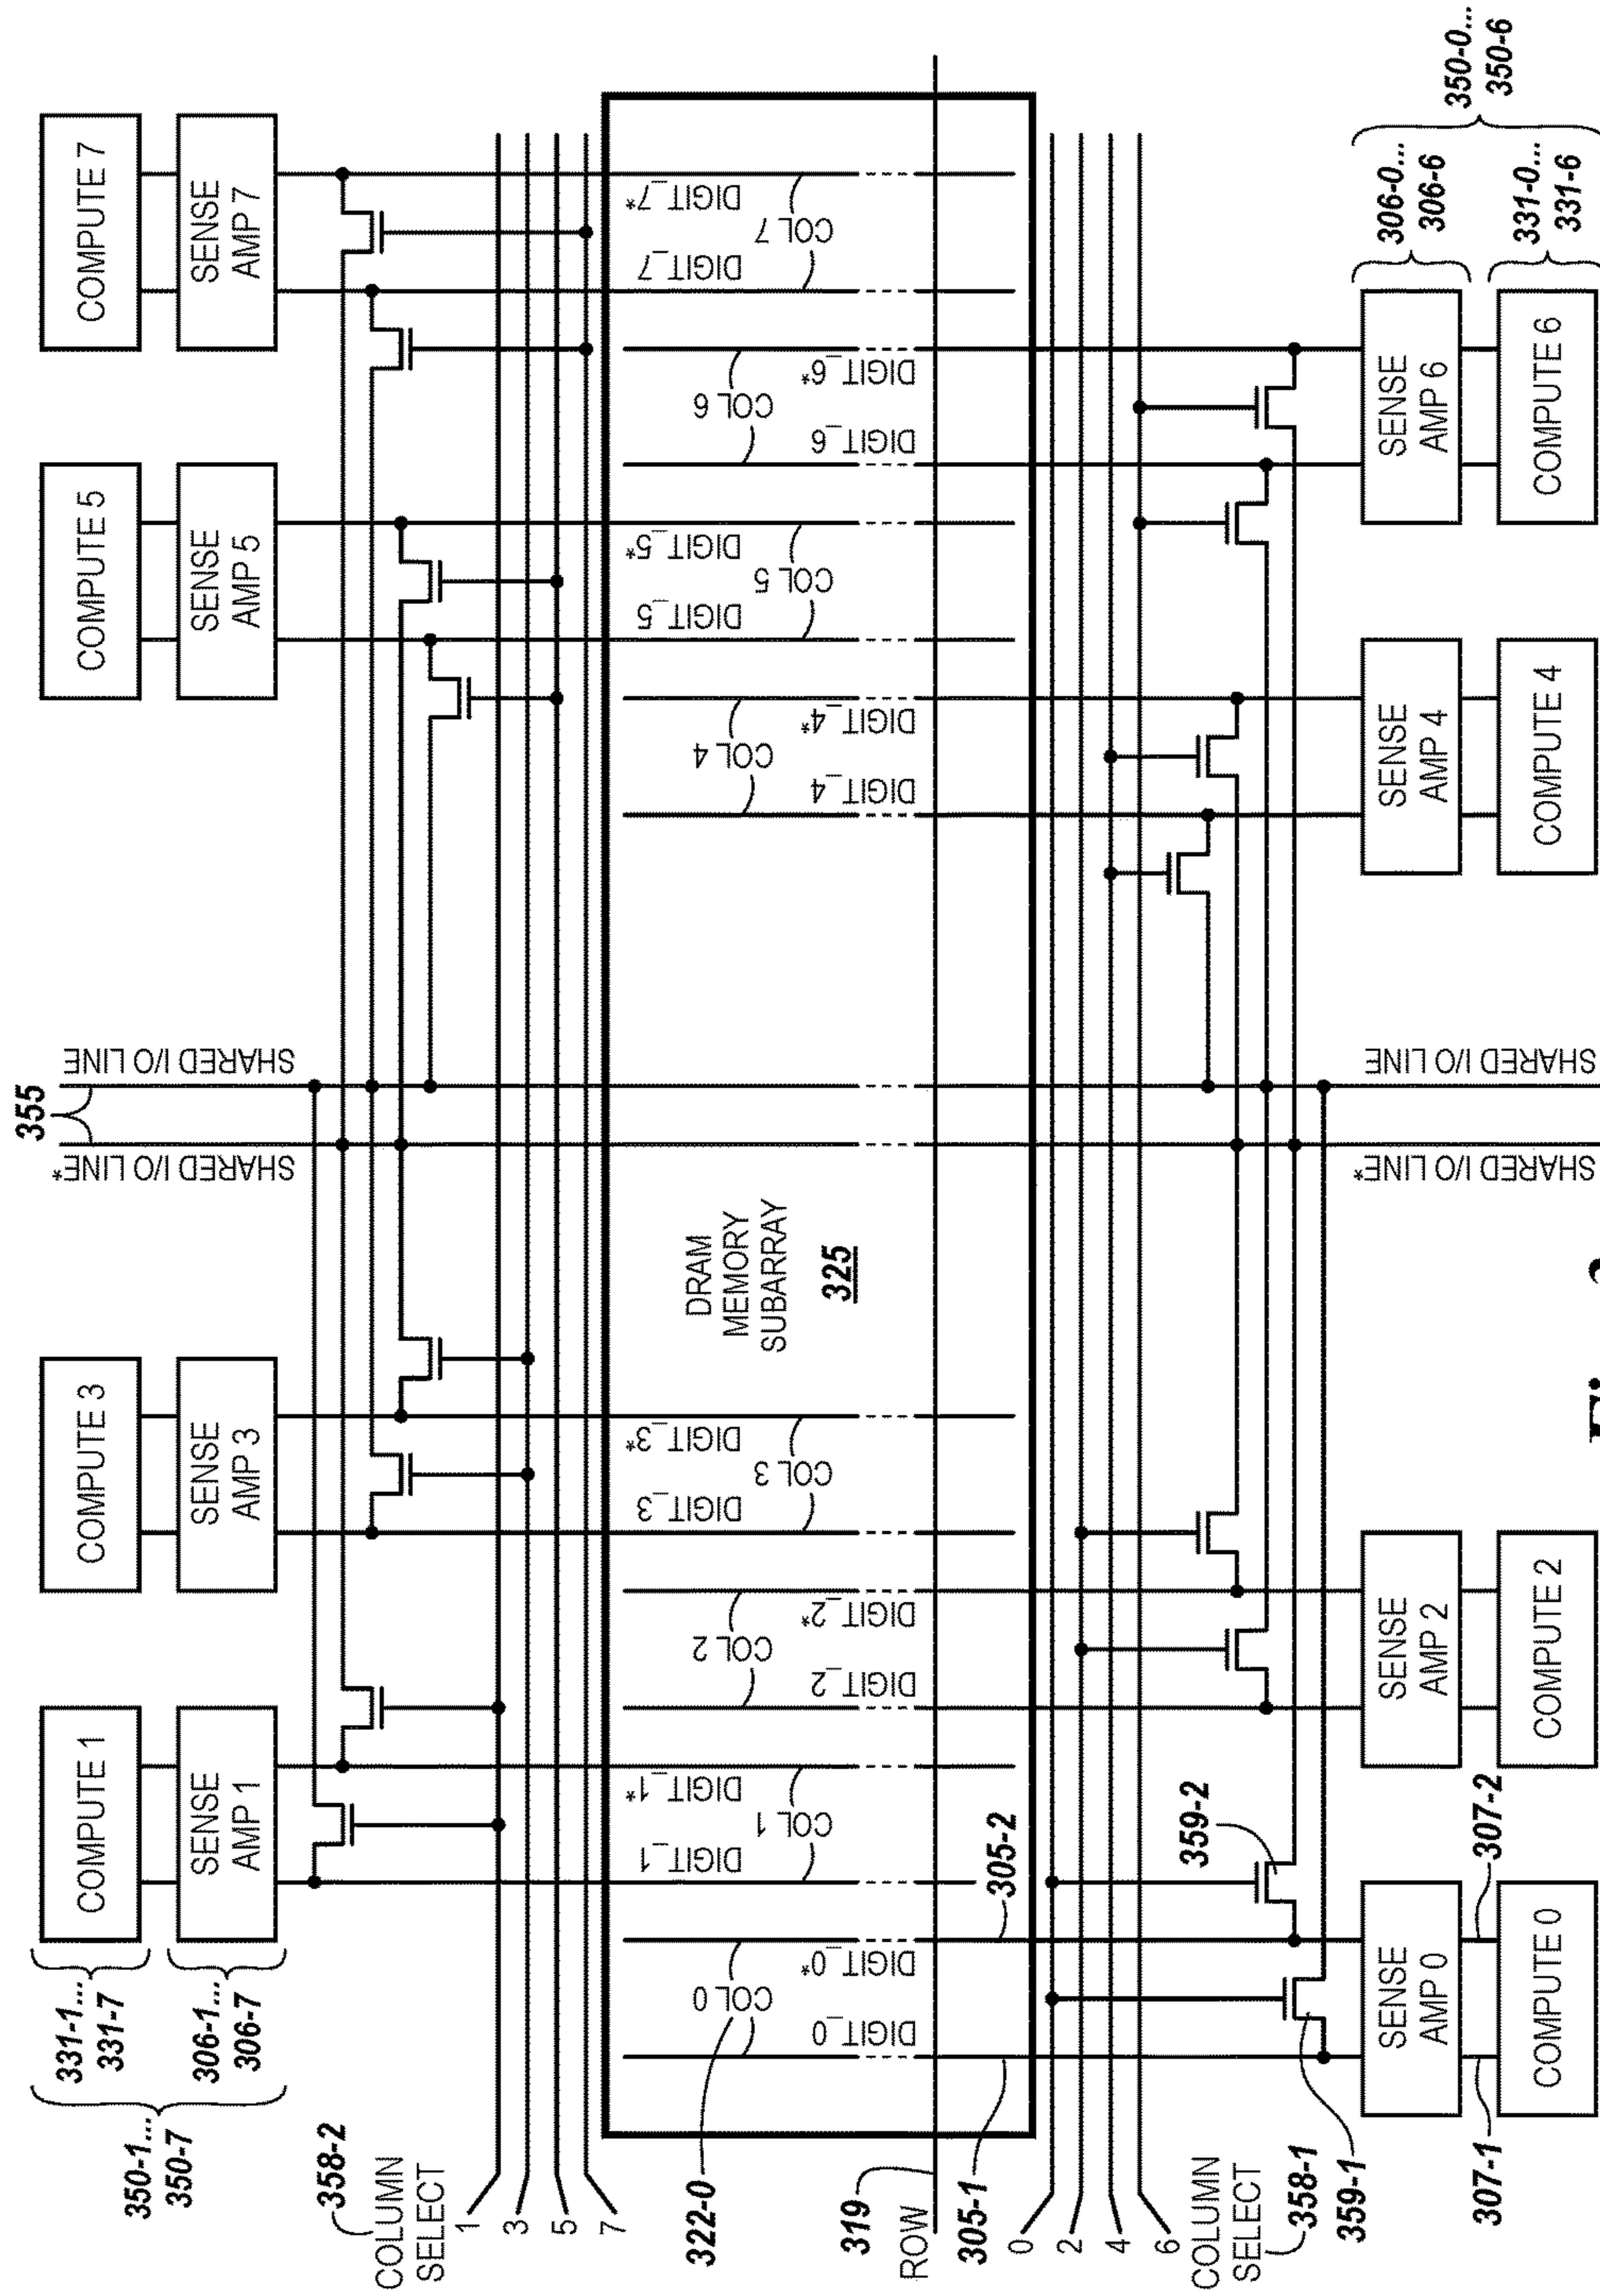 COMPUTE 1
COMPUTE 3
COMPUTE 5
COMPUTE 7
331-1...
331-7
SENSE
AMP 1
SENSE
AMP 3
SENSE
AMP 5
SENSE
AMP 7
306-1...
306-7
350-1...
350-7
355
SHARED I/O LINE*
SHARED I/O LINE
358-2
COLUMN
SELECT
1
3
5
7
DIGIT_0
COL 0
DIGIT_0*
DIGIT_1
COL 1
DIGIT_1*
DIGIT_2
COL 2
DIGIT_2*
DIGIT_3
COL 3
DIGIT_3*
DRAM
MEMORY
SUBARRAY
325
DIGIT_4
COL 4
DIGIT_4*
DIGIT_5
COL 5
DIGIT_5*
DIGIT_6
COL 6
DIGIT_6*
DIGIT_7
COL 7
DIGIT_7*
322-0
319
ROW
305-1
305-2
0
2
4
6
COLUMN
SELECT
358-1
359-1
359-2
SHARED I/O LINE*
SHARED I/O LINE
SENSE
AMP 0
SENSE
AMP 2
SENSE
AMP 4
SENSE
AMP 6
306-0...
306-6
307-1
307-2
COMPUTE 0
COMPUTE 2
COMPUTE 4
COMPUTE 6
331-0...
331-6
350-0...
350-6